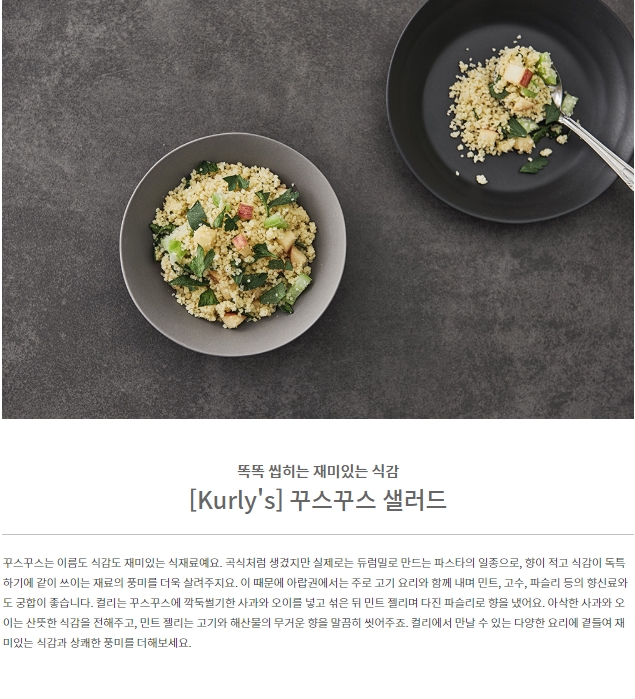 똑똑 씹히는 재미있는 식감
[Kurly's] 꾸스꾸스 샐러드
꾸스꾸스는 이름도 식감도 재미있는 식재료예요. 곡식처럼 생겼지만 실제로는 듀럼밀로 만드는 파스타의 일종으로, 향이 적고 식감이 독특
하기에 같이 쓰이는 재료의 풍미를 더욱 살려주지요. 이 때문에 아랍권에서는 주로 고기 요리와 함께 내며 민트, 고수, 파슬리 등의 향신료와
도 궁합이 좋습니다. 컬리는 꾸스꾸스에 깍둑썰기한 사과와 오이를 넣고 섞은 뒤 민트 젤리며 다진 파슬리로 향을 냈어요. 아삭한 사과와 오
이는 산뜻한 식감을 전해주고, 민트 젤리는 고기와 해산물의 무거운 향을 말끔히 씻어주죠. 컬리에서 만날 수 있는 다양한 요리에 곁들여 재
미있는 식감과 상쾌한 풍미를 더해보세요.